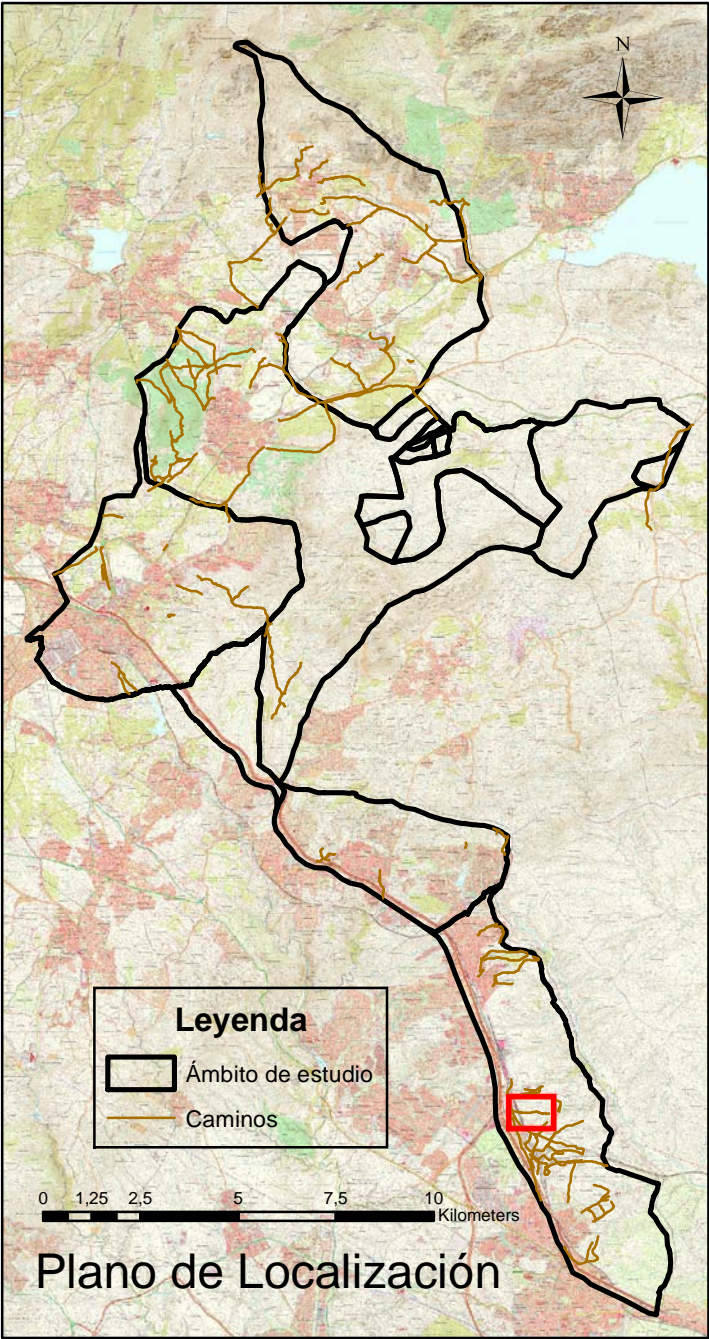 N
Leyenda
Ámbito de estudio
Caminos
0 1,25 2,5 5 7,5 10
Kilometers
Plano de Localización